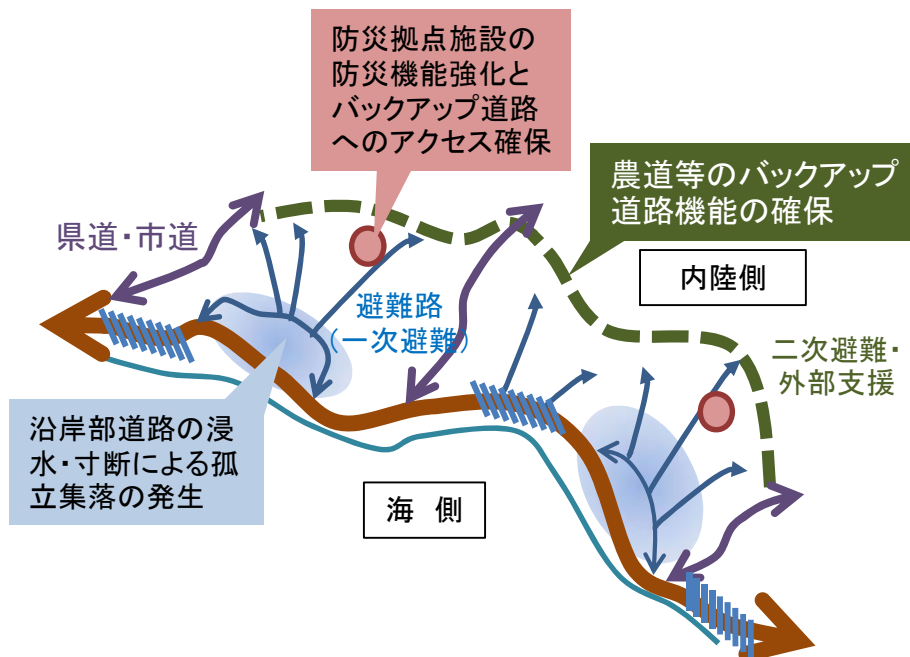 防災拠点施設の
防災機能強化と
バックアップ道路
へのアクセス確保
農道等のバックアップ
道路機能の確保
県道・市道
内陸側
避難路
(一次避難)
二次避難・
外部支援
沿岸部道路の浸
水・寸断による孤
立集落の発生
海 側